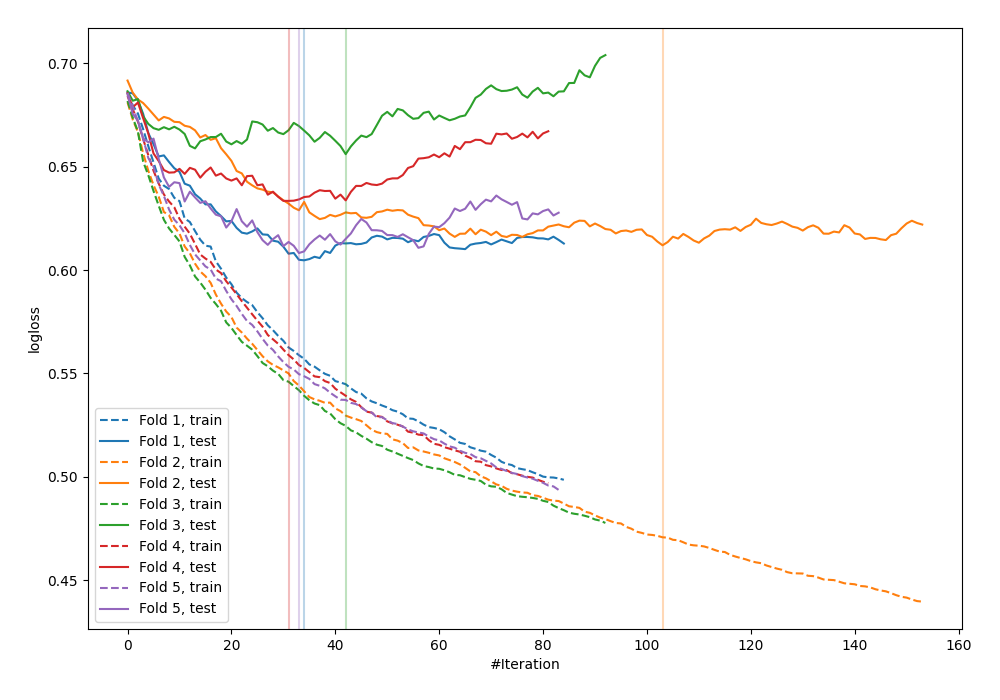 0.70
0.65
0.60
0.55
0.50
0.45
logloss
Fold 1, train
Fold 1, test
Fold 2, train
Fold 2, test
Fold 3, train
Fold 3, test
Fold 4, train
Fold 4, test
Fold 5, train
Fold 5, test
0 20 40 60 80 100 120 140 160
#Iteration